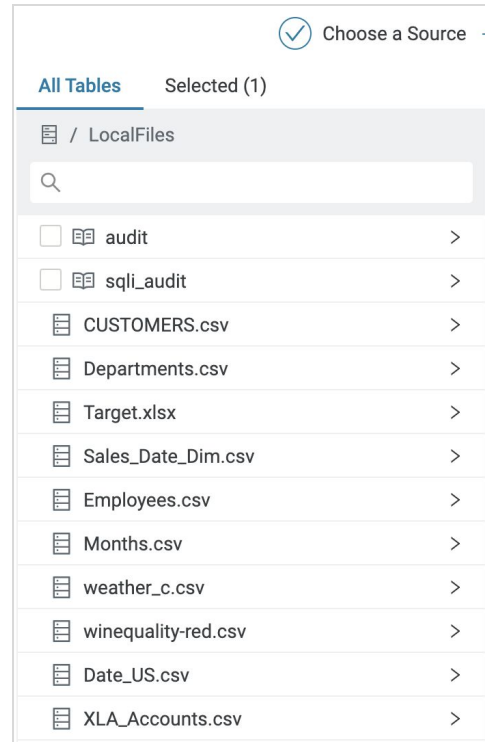 Choose a Source
All Tables Selected (1)
/ LocalFiles
audit
sqli_audit
CUSTOMERS.csv
Departments.csv
Target.xlsx
Sales_Date_Dim.csv
Employees.csv
Months.csv
weather_c.csv
winequality-red.csv
Date_US.csv
XLA_Accounts.csv